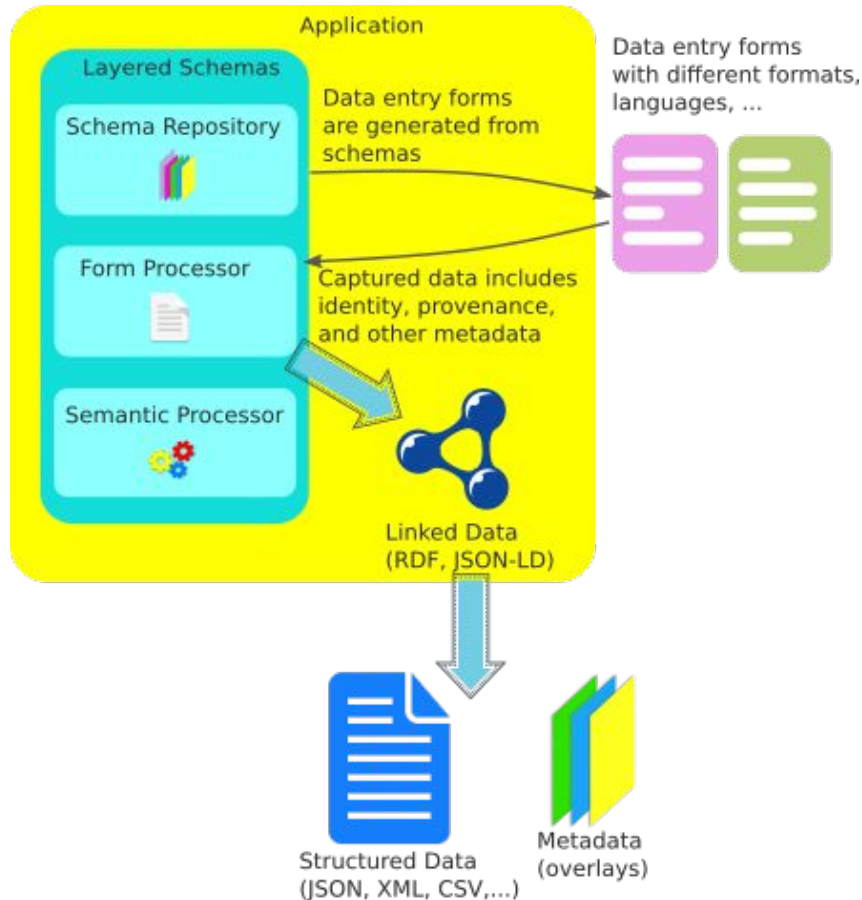 Application
Layered Schemas
Schema Repository
Data entry forms
are generated from
schemas
Data entry forms
with different formats,
languages, ...
Form Processor
Captured data includes
identity, provenance,
and other metadata
Semantic Processor
Linked Data
(RDF, JSON-LD)
Structured Data
(JSON, XML, CSV,...)
Metadata
(overlays)